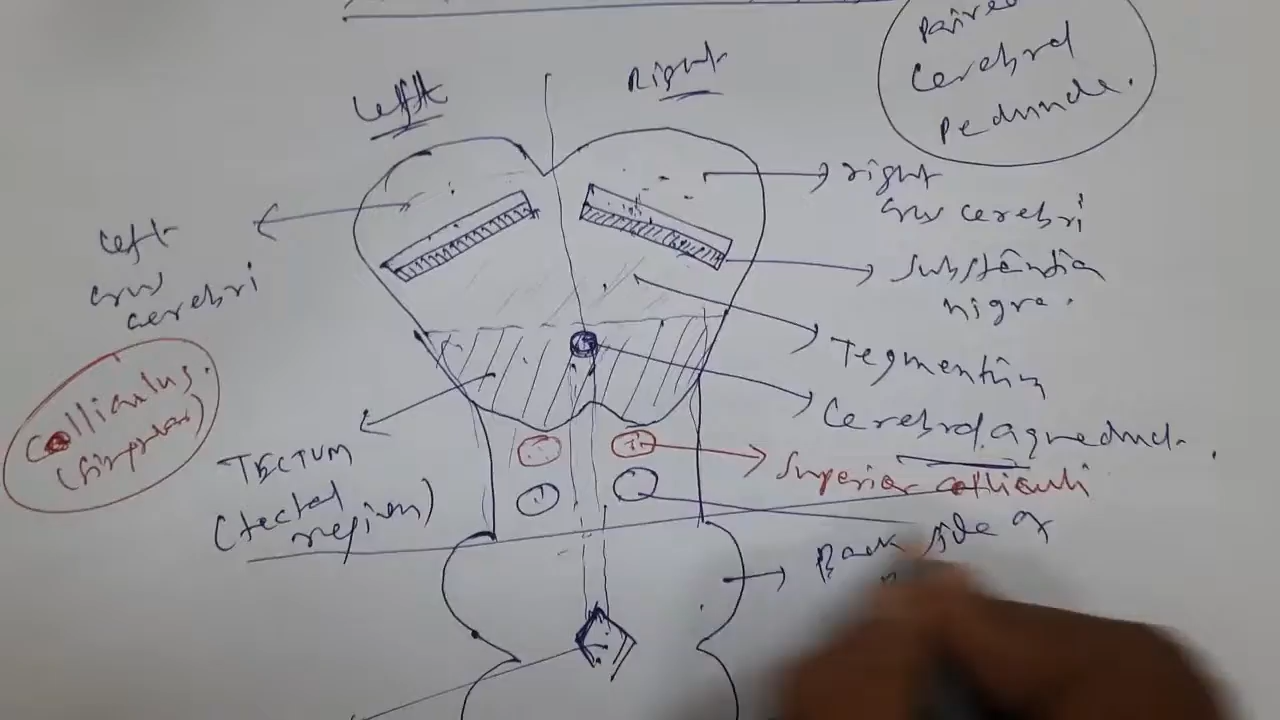 Paired
Cerebral
Peduncle.
Left
Right
right
crus cerebri
Left
crus
cerebri
Substantia
nigra.
Tegmentum
Cerebral aqueduct.
Colliculus.
(singular)
TECTUM
(tectal
region)
Superior colliculi
Back side of